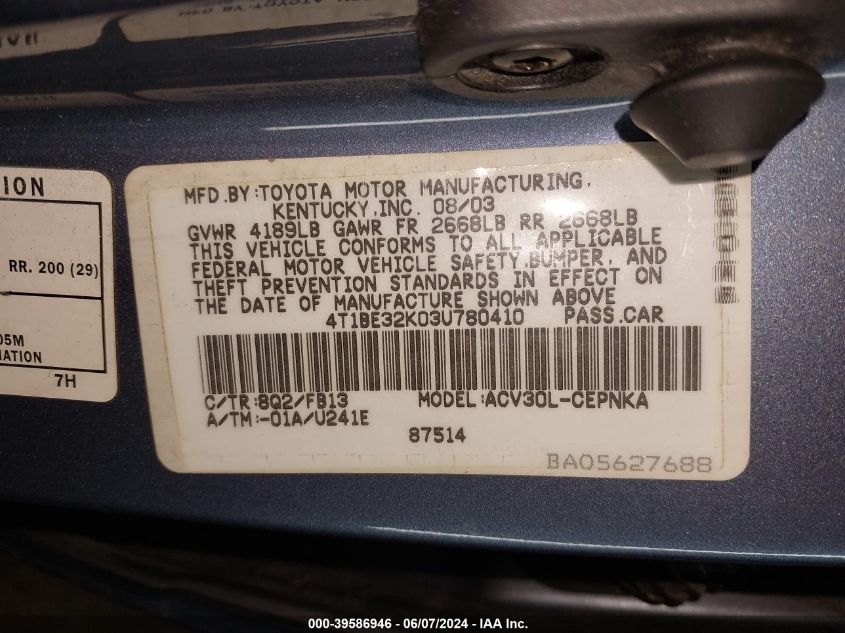 ION
RR. 200 (29)
05M
MATION
7H
MFD.BY:TOYOTA MOTOR MANUFACTURING,
KENTUCKY,INC. 08/03
GVWR 4189LB GAWR FR 2668LB RR 2668LB
THIS VEHICLE CONFORMS TO ALL APPLICABLE
FEDERAL MOTOR VEHICLE SAFETY,BUMPER, AND
THEFT PREVENTION STANDARDS IN EFFECT ON
THE DATE OF MANUFACTURE SHOWN ABOVE
4T1BE32K03U780410 PASS.CAR
C/TR:8Q2/FB13 MODEL:ACV30L-CEPNKA
A/TM:-01A/U241E
87514
BA05627688
000-39586946 - 06/07/2024 - IAA Inc.